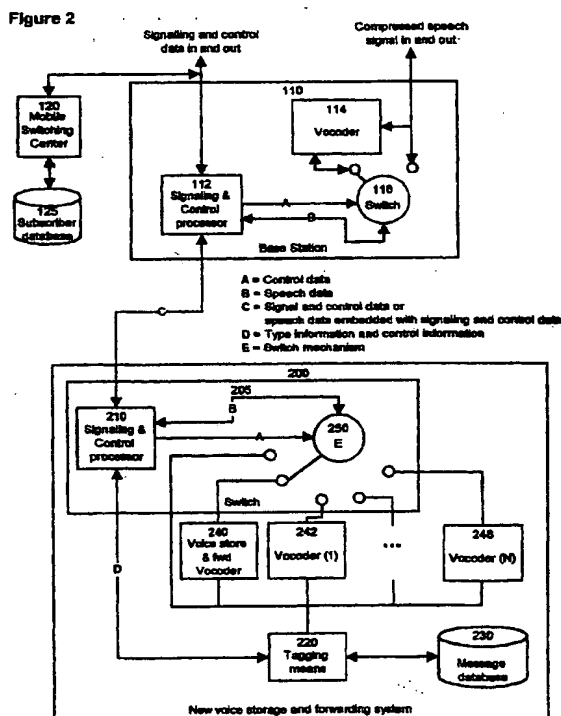 Figure 2
Signalling and control
data in and out
Compressed speech
signal in and out
110
120
Mobile
Switching
Center
114
Vocoder
112
Signaling &
Control
processor
A
B
116
Switch
125
Subscriber
database
Base Station
A = Control data
B = Speech data
C = Signal and control data or
speech data embedded with signaling and control data
D = Type information and control information
E = Switch mechanism
C
200
205
B
210
Signaling &
Control
processor
A
250
E
Switch
240
Voice store
& fwd
Vocoder
242
Vocoder (1)
...
248
Vocoder (N)
D
220
Tagging
means
230
Message
database
New voice storage and forwarding system